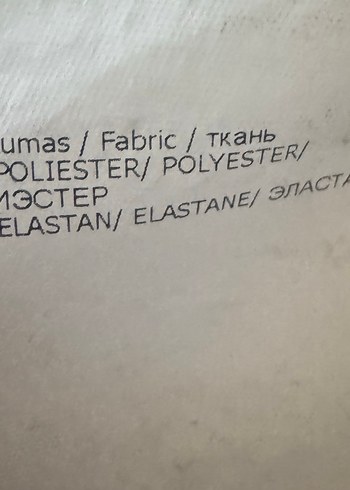 umas / Fabric / ткань
POLIESTER/ POLYESTER/
ИЭСТЕР
ELASTAN/ ELASTANE/ ЭЛАСТА